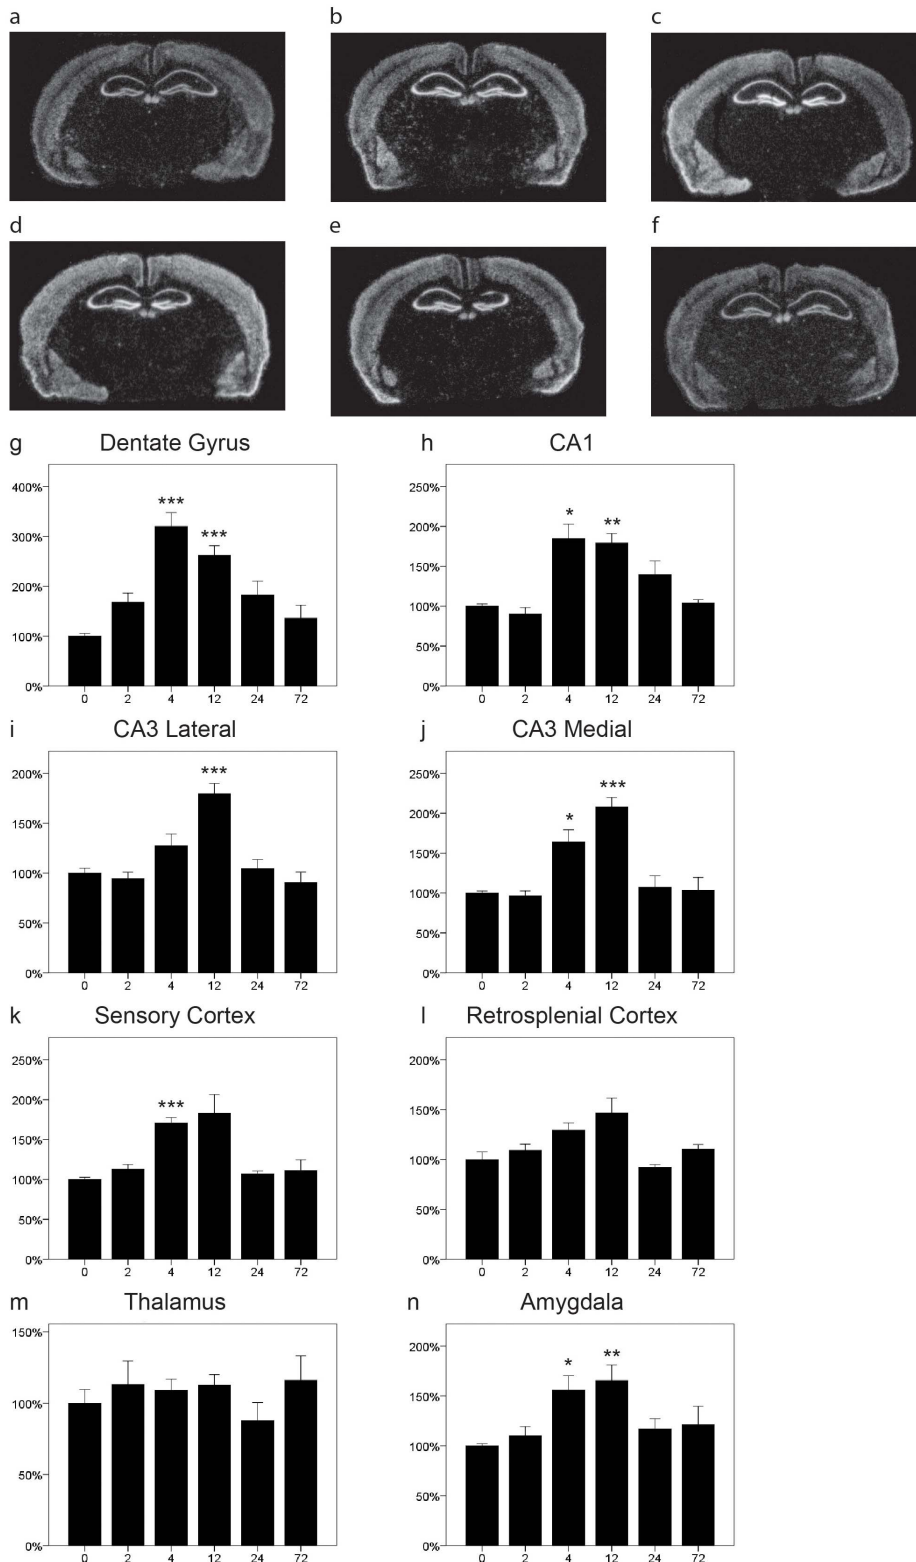 a b c
d e f
g Dentate Gyrus h CA1
400% 250%
*** * **
300% *** 200%
200% 150%
100% 100%
50%
0% 0%
0 2 4 12 24 72 0 2 4 12 24 72
i CA3 Lateral j CA3 Medial
200% *** 250% ***
150% 200% *
100% 150%
50% 100%
0% 50%
0%
0 2 4 12 24 72 0 2 4 12 24 72
k Sensory Cortex l Retrosplenial Cortex
250% 200%
200% *** 150%
150% 100%
100% 50%
50% 0%
0%
0 2 4 12 24 72 0 2 4 12 24 72
m Thalamus n Amygdala
150% 200% * **
100% 150%
50% 100%
0% 50%
0%
0 2 4 12 24 72 0 2 4 12 24 72